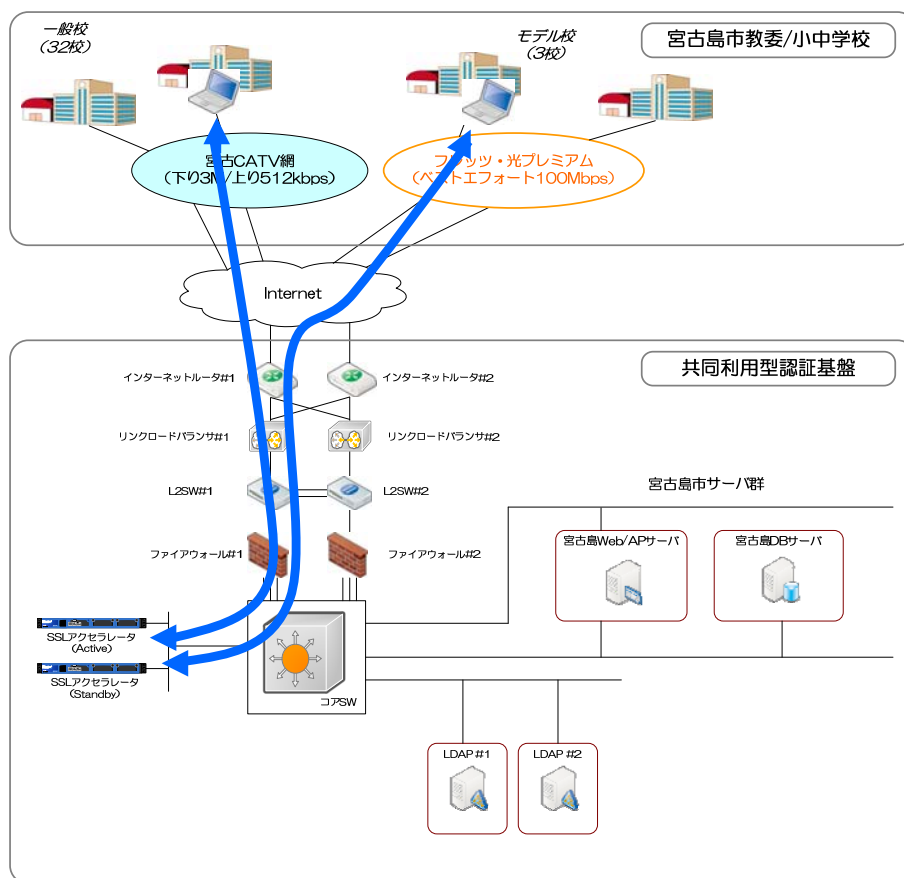 一般校
（32校）
モデル校
（3校）
宮古島市教委/小中学校
宮古CATV網
（下り3M/上り512kbps）
フレッツ・光プレミアム
（ベストエフォート100Mbps）
Internet
共同利用型認証基盤
インターネットルータ#1
インターネットルータ#2
リンクロードバランサ#1
リンクロードバランサ#2
L2SW#1
L2SW#2
宮古島市サーバ群
ファイアウォール#1
ファイアウォール#2
宮古島Web/APサーバ
宮古島DBサーバ
SSLアクセラレータ
（Active）
SSLアクセラレータ
（Standby）
コアSW
LDAP #1
LDAP #2